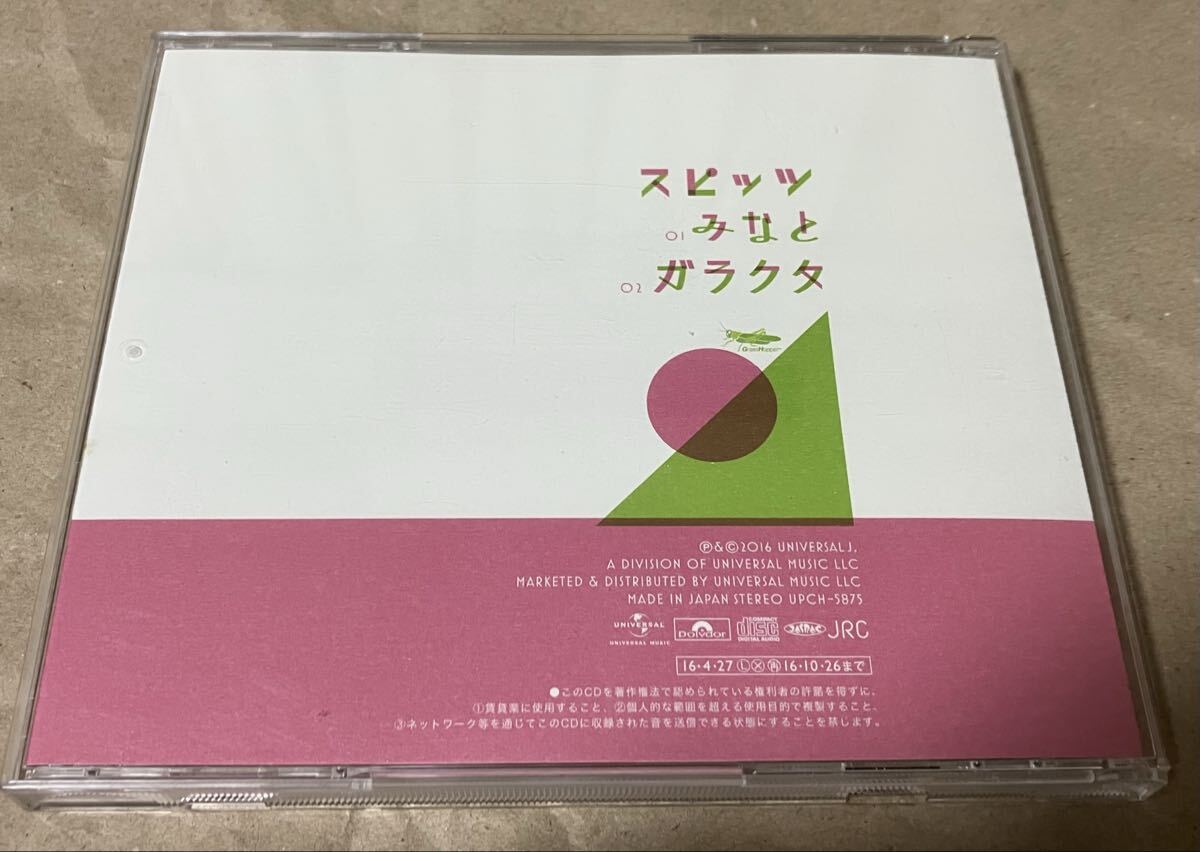 スピッツ
01 みなと
02 ガラクタ
GrassHopper
Ⓟ&©2016 UNIVERSAL J,
A DIVISION OF UNIVERSAL MUSIC LLC
MARKETED & DISTRIBUTED BY UNIVERSAL MUSIC LLC
MADE IN JAPAN STEREO UPCH-5875
UNIVERSAL
UNIVERSAL MUSIC
Polydor
COMPACT
disc
DIGITAL AUDIO
JASRAC
JRC
16・4・27 Ⓛ×㊥16・10・26まで
●このCDを著作権法で認められている権利者の許諾を得ずに、
①賃貸業に使用すること、②個人的な範囲を超える使用目的で複製すること、
③ネットワーク等を通じてこのCDに収録された音を送信できる状態にすることを禁じます。